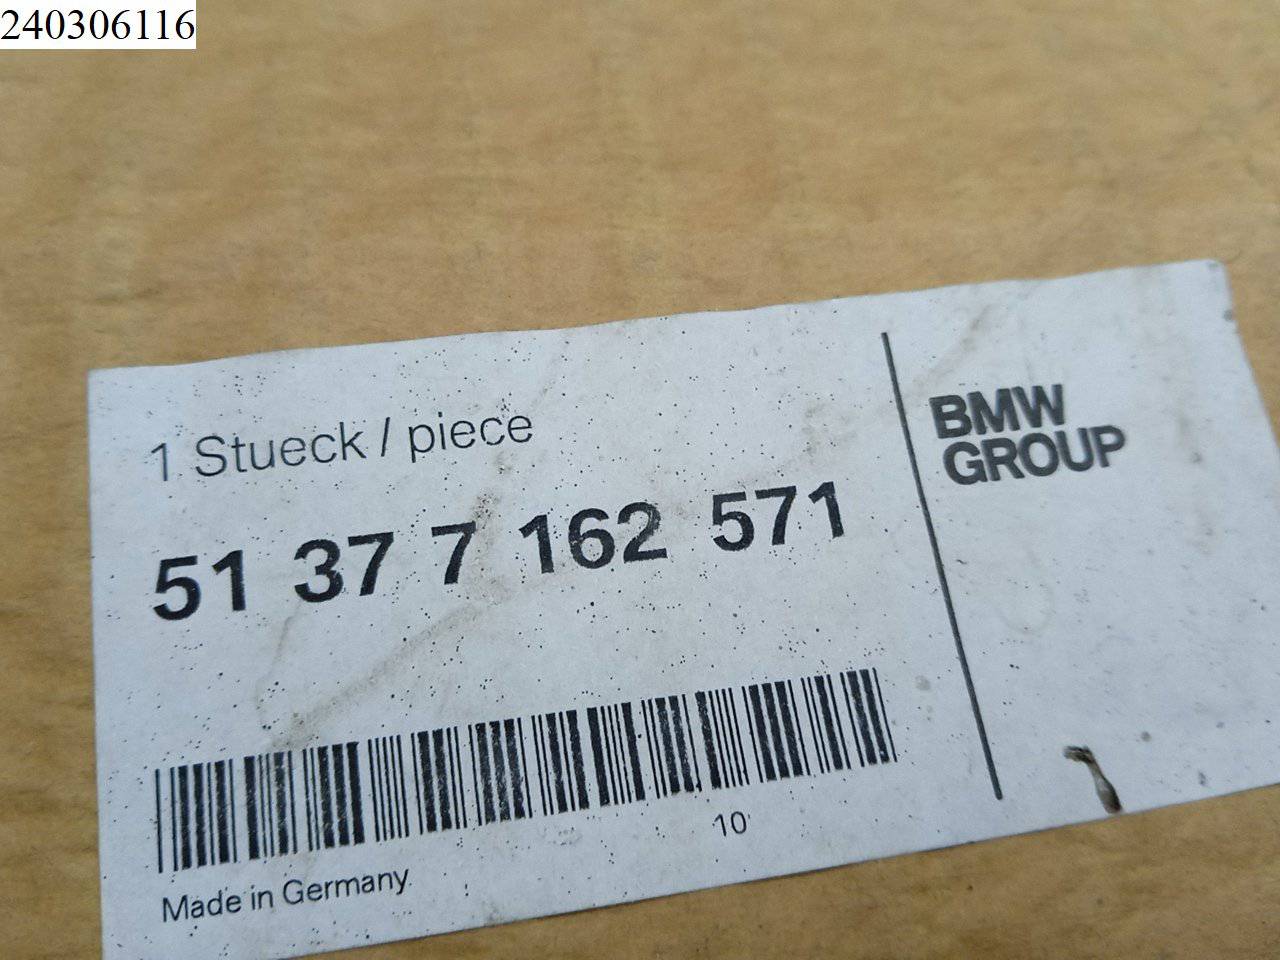 240306116
1 Stueck / piece
51 37 7 162 571
BMW
GROUP
10
Made in Germany